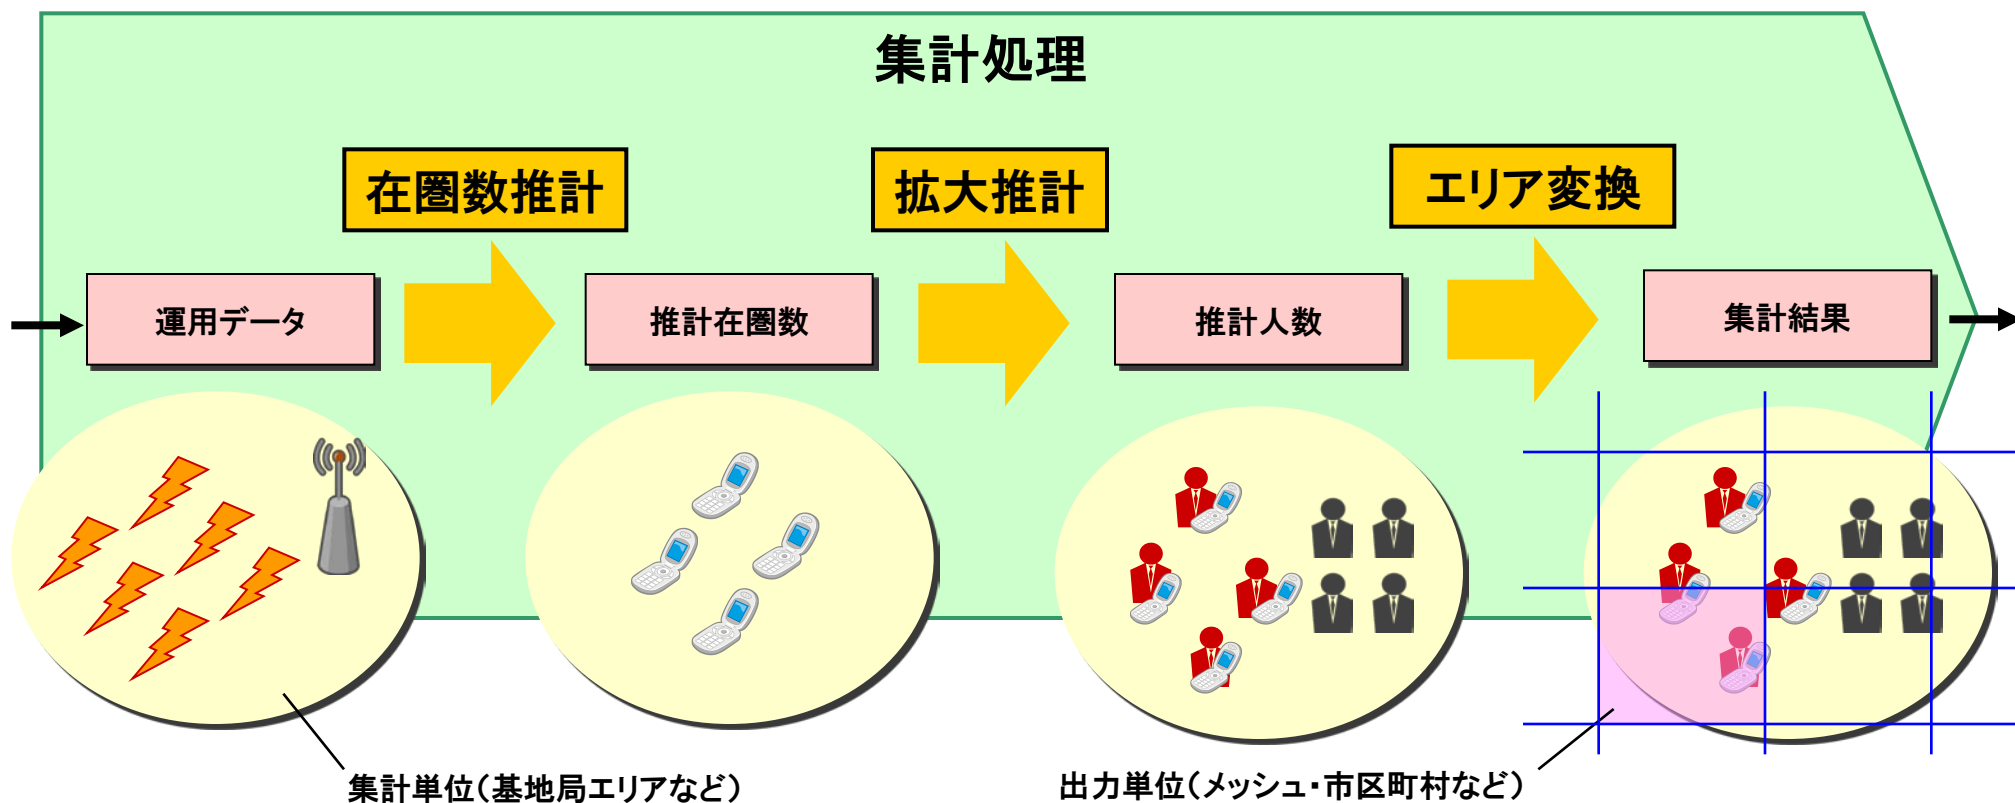 集計処理
在圏数推計
拡大推計
エリア変換
運用データ
推計在圏数
推計人数
集計結果
集計単位(基地局エリアなど)
出力単位(メッシュ・市区町村など)